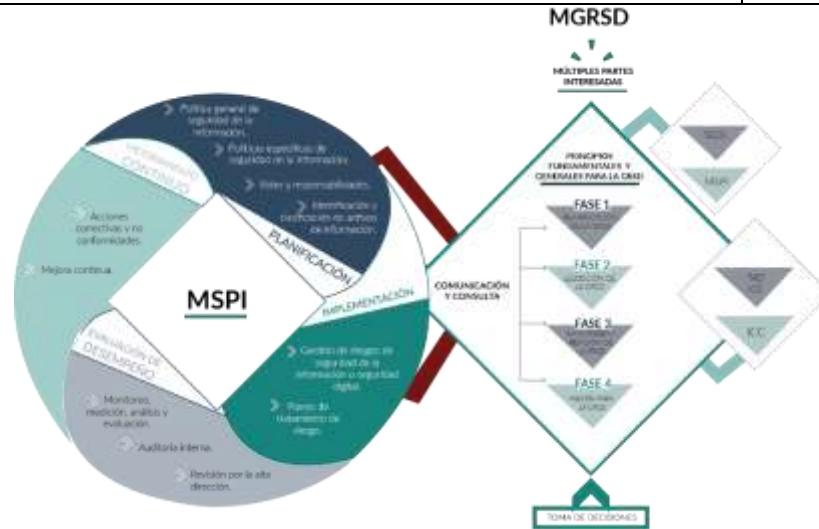 MGRSD
MÚLTIPLES PARTES
INTERESADAS
Política general de
seguridad de la
información.
Políticas específicas de
seguridad en la información.
Roles y responsabilidades.
Identificación y
clasificación de activos
de información.
MEJORAMIENTO
CONTINUO
PLANIFICACIÓN
Acciones
correctivas y no
conformidades.
Mejora continua.
MSPI
IMPLEMENTACIÓN
EVALUACIÓN DE
DESEMPEÑO
Gestión de riesgos de
seguridad de la
información o seguridad
digital.
Planes de
tratamiento de
riesgo.
Monitoreo,
medición, análisis y
evaluación.
Auditoría interna.
Revisión por la alta
dirección.
PRINCIPIOS
FUNDAMENTALES Y
GENERALES PARA LA GRSD
COMUNICACIÓN
Y CONSULTA
FASE 1
FASE 2
FASE 3
FASE 4
MSPI
TOMA DE DECISIONES